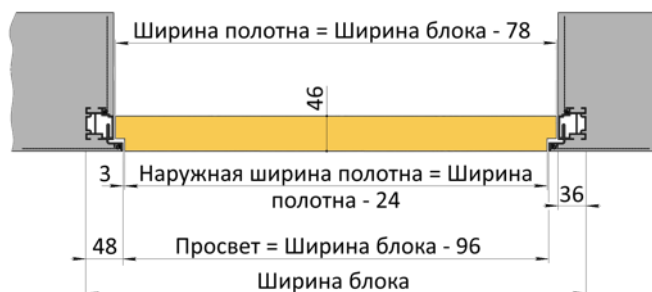 Ширина полотна = Ширина блока - 78
46
3
Наружная ширина полотна = Ширина
полотна - 24
36
48
Просвет = Ширина блока - 96
Ширина блока